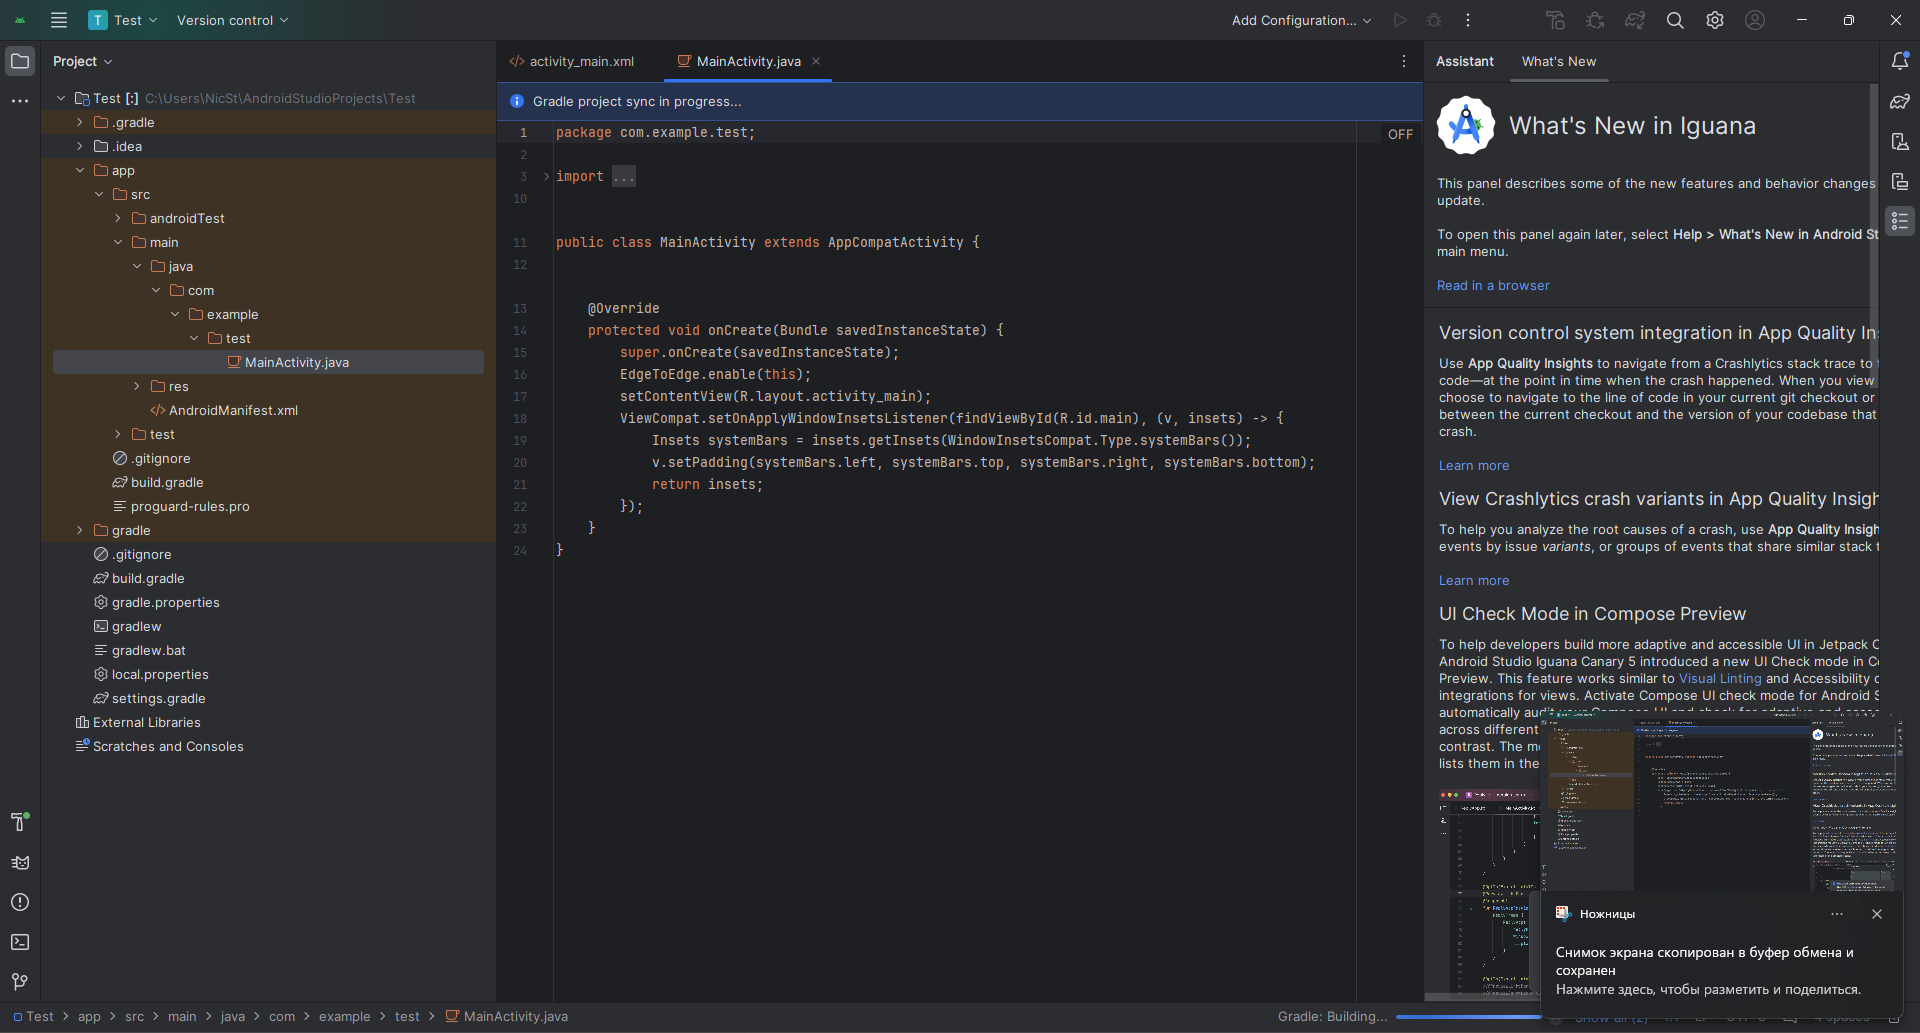 Test
Version control
Add Configuration...
Project
Test [:] C:\Users\NicSt\AndroidStudioProjects\Test
.gradle
.idea
app
src
androidTest
main
java
com
example
test
MainActivity.java
res
AndroidManifest.xml
test
.gitignore
build.gradle
proguard-rules.pro
gradle
.gitignore
build.gradle
gradle.properties
gradlew
gradlew.bat
local.properties
settings.gradle
External Libraries
Scratches and Consoles
activity_main.xml
MainActivity.java
Gradle project sync in progress...
OFF
1 package com.example.test;
2
3 import ...
10
11 public class MainActivity extends AppCompatActivity {
12
13 @Override
14 protected void onCreate(Bundle savedInstanceState) {
15 super.onCreate(savedInstanceState);
16 EdgeToEdge.enable(this);
17 setContentView(R.layout.activity_main);
18 ViewCompat.setOnApplyWindowInsetsListener(findViewById(R.id.main), (v, insets) -> {
19 Insets systemBars = insets.getInsets(WindowInsetsCompat.Type.systemBars());
20 v.setPadding(systemBars.left, systemBars.top, systemBars.right, systemBars.bottom);
21 return insets;
22 });
23 }
24 }
Assistant
What's New
What's New in Iguana
This panel describes some of the new features and behavior changes
update.
To open this panel again later, select Help > What's New in Android St
main menu.
Read in a browser
Version control system integration in App Quality In
Use App Quality Insights to navigate from a Crashlytics stack trace to
code—at the point in time when the crash happened. When you view
choose to navigate to the line of code in your current git checkout or
between the current checkout and the version of your codebase that
crash.
Learn more
View Crashlytics crash variants in App Quality Insigh
To help you analyze the root causes of a crash, use App Quality Insigh
events by issue variants, or groups of events that share similar stack t
Learn more
UI Check Mode in Compose Preview
To help developers build more adaptive and accessible UI in Jetpack C
Android Studio Iguana Canary 5 introduced a new UI Check mode in C
Preview. This feature works similar to Visual Linting and Accessibility c
integrations for views. Activate Compose UI check mode for Android S
automatically
across different
contrast. The m
lists them in the
Ножницы
Снимок экрана скопирован в буфер обмена и
сохранен
Нажмите здесь, чтобы разметить и поделиться.
Test > app > src > main > java > com > example > test > MainActivity.java
Gradle: Building...